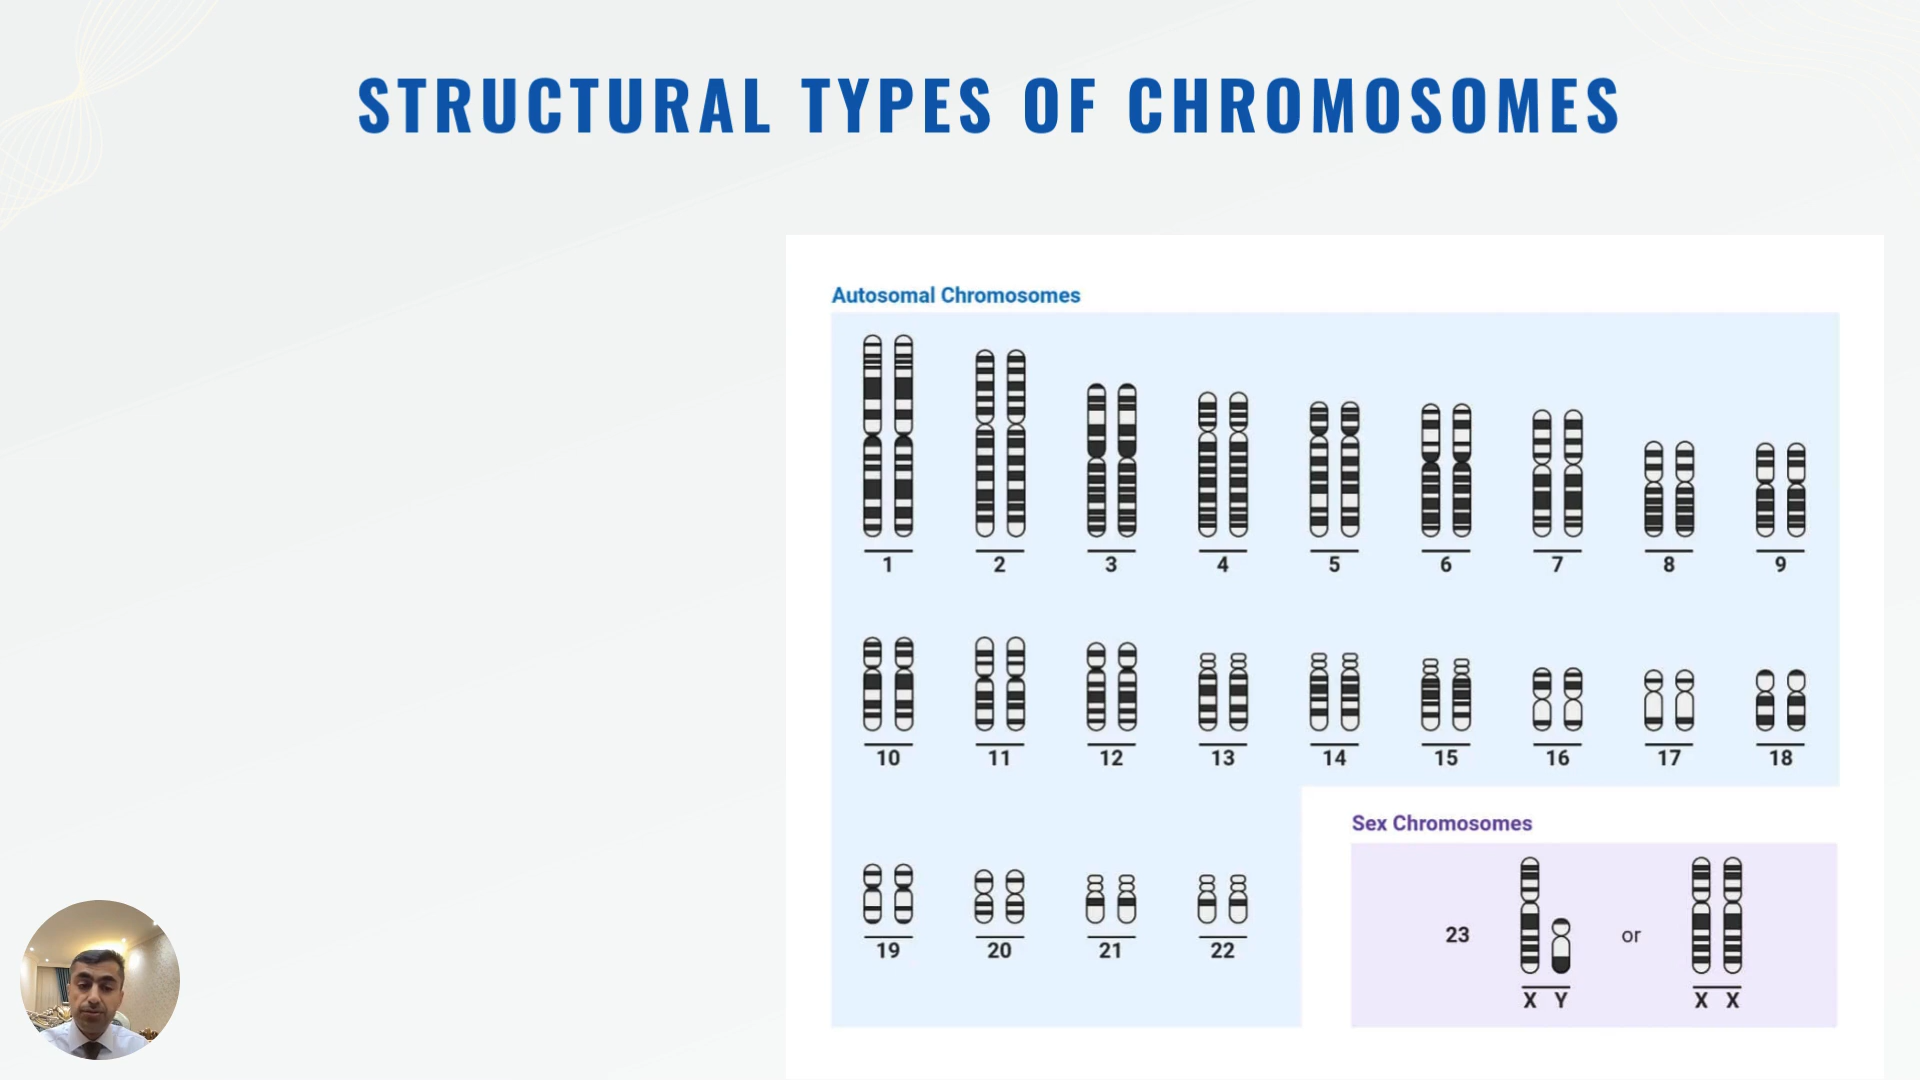 STRUCTURAL TYPES OF CHROMOSOMES
Autosomal Chromosomes
1 2 3 4 5 6 7 8 9
10 11 12 13 14 15 16 17 18
19 20 21 22
Sex Chromosomes
23 or
X Y X X